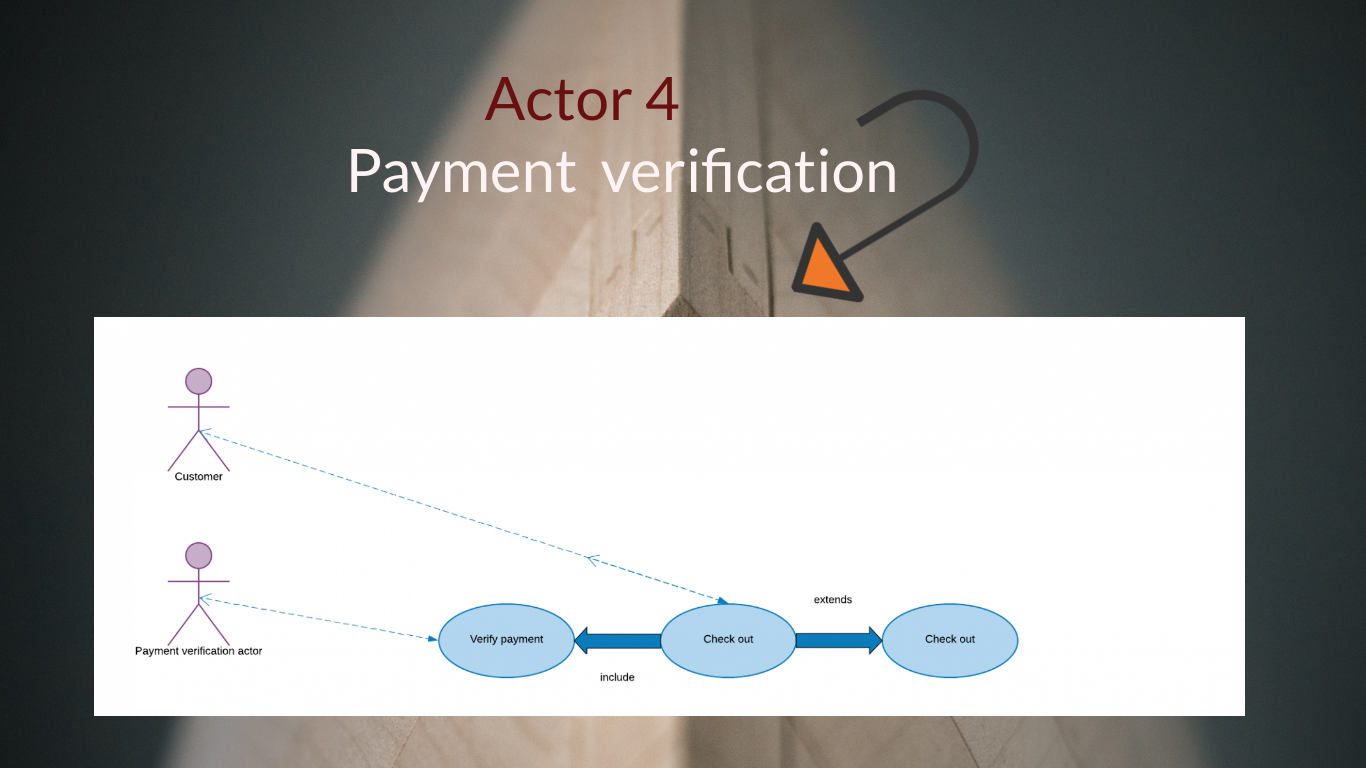 Actor 4
Payment verification
Customer
Payment verification actor
Verify payment
include
Check out
extends
Check out